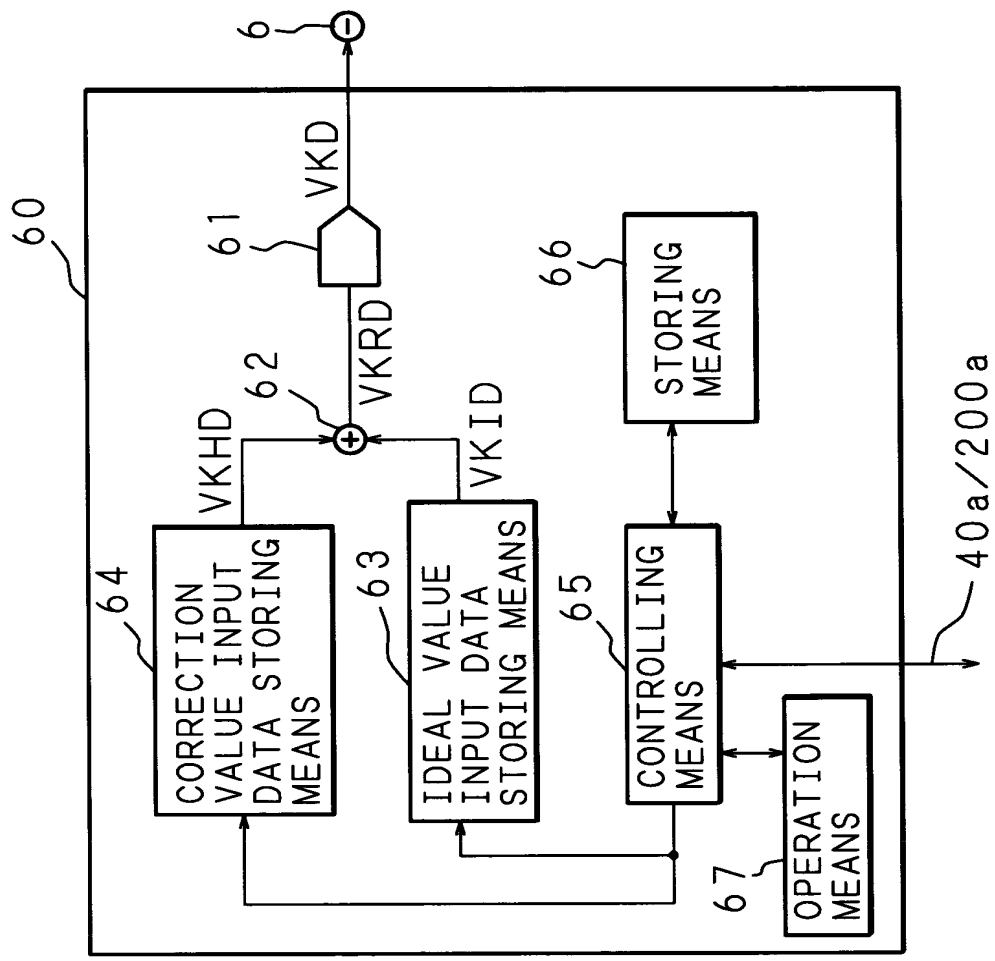 60
64
CORRECTION
VALUE INPUT
DATA STORING
MEANS
VKHD
62
VKRD
61
VKD
6
63
IDEAL VALUE
INPUT DATA
STORING MEANS
VKID
65
CONTROLLING
MEANS
66
STORING
MEANS
67
OPERATION
MEANS
40a/200a